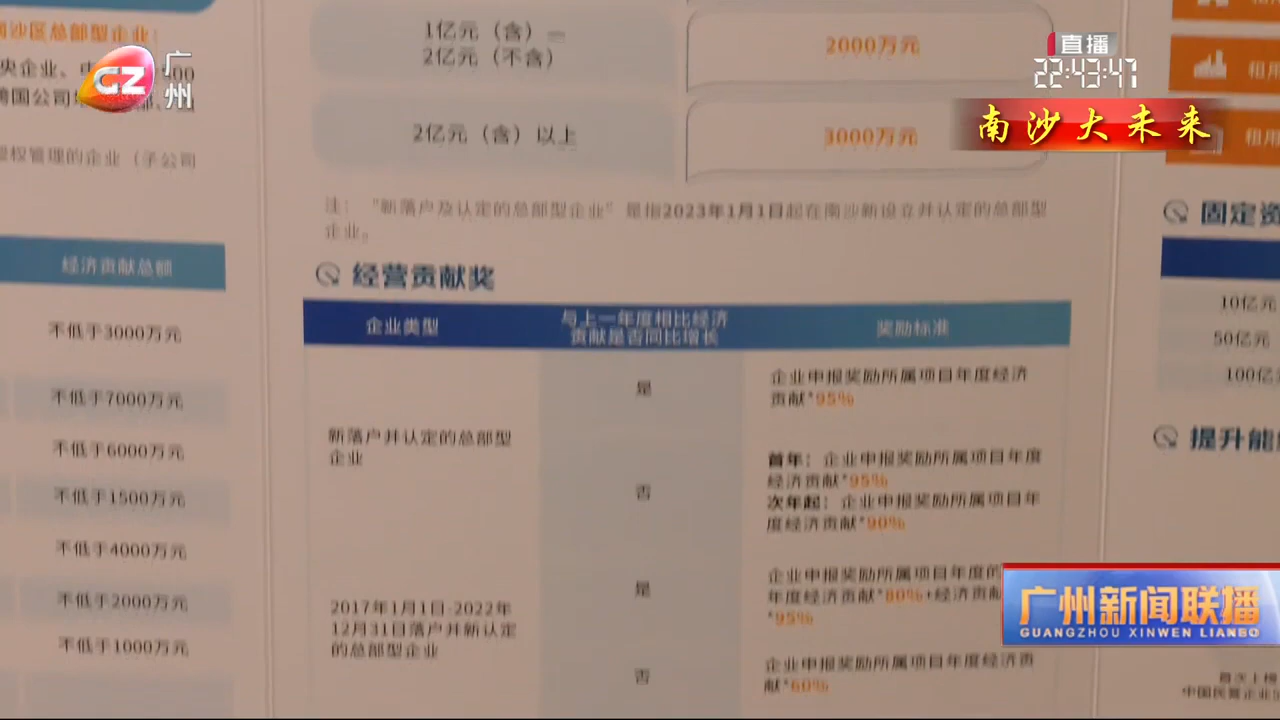 南沙区总部型企业：
央企业、中
跨国公司
授权管理的企业（子公司
经济贡献总额
不低于3000万元
不低于7000万元
不低于6000万元
不低于1500万元
不低于4000万元
不低于2000万元
不低于1000万元
GZ
广州
1亿元（含）—
2亿元（不含）
2000万元
2亿元（含）以上
3000万元
注：“新落户及认定的总部型企业”是指2023年1月1日起在南沙新设立并认定的总部型
企业。
经营贡献奖
企业类型
与上一年度相比经济
贡献是否同比增长
奖励标准
新落户并认定的总部型
企业
是
企业申报奖励所属项目年度经济
贡献*95%
否
首年：企业申报奖励所属项目年度
经济贡献*95%
次年起：企业申报奖励所属项目年
度经济贡献*90%
2017年1月1日-2022年
12月31日落户并新认定
的总部型企业
是
企业申报奖励所属项目年度的
年度经济贡献*80%+经济贡献
*95%
否
企业申报奖励所属项目年度经济贡
献*60%
直播
22:43:47
南沙大未来
租用
租用
固定资
10亿元
50亿元
100亿
提升能
广州新闻联播
GUANGZHOU XINWEN LIANBO
首次上榜
中国民营企业